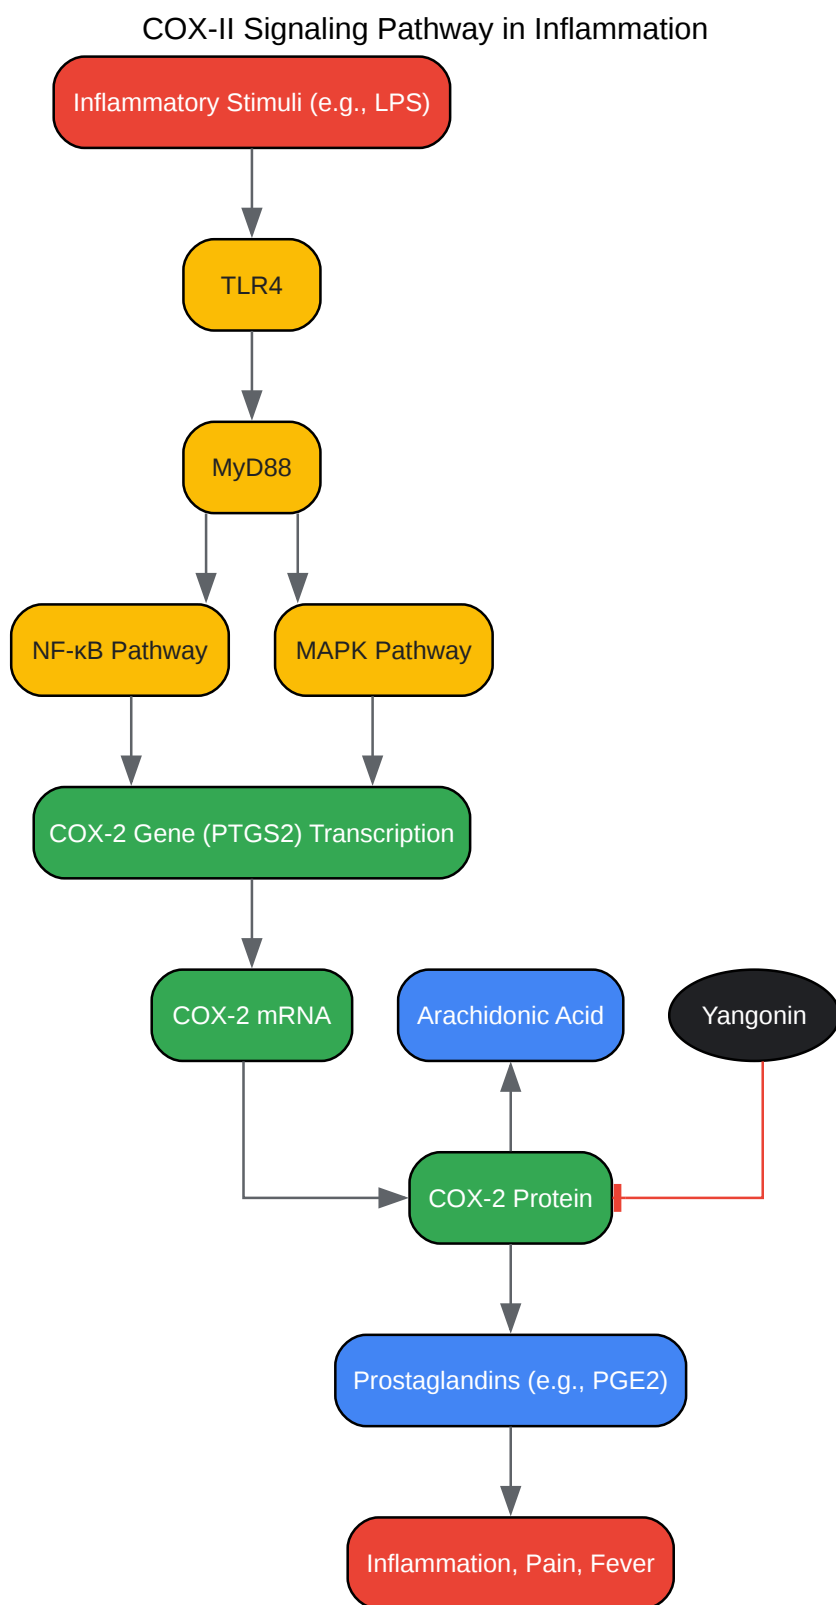 COX-II Signaling Pathway in Inflammation
Inflammatory Stimuli (e.g., LPS)
TLR4
MyD88
NF-κB Pathway
MAPK Pathway
COX-2 Gene (PTGS2) Transcription
COX-2 mRNA
Arachidonic Acid
Yangonin
COX-2 Protein
Prostaglandins (e.g., PGE2)
Inflammation, Pain, Fever